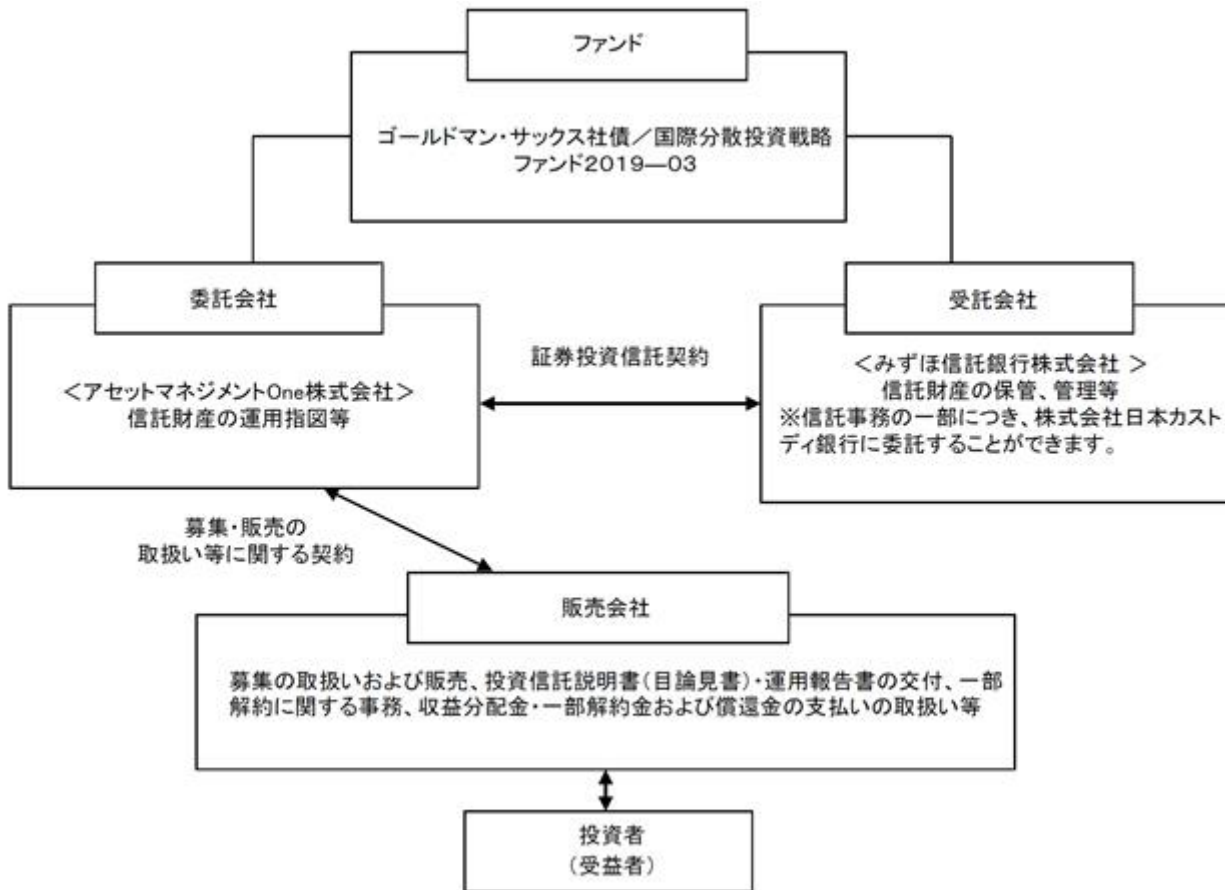 ファンド
ゴールドマン・サックス社債／国際分散投資戦略
ファンド2019―03
委託会社
＜アセットマネジメントOne株式会社＞
信託財産の運用指図等
証券投資信託契約
受託会社
＜みずほ信託銀行株式会社 ＞
信託財産の保管、管理等
※信託事務の一部につき、株式会社日本カスト
ディ銀行に委託することができます。
募集・販売の
取扱い等に関する契約
販売会社
募集の取扱いおよび販売、投資信託説明書（目論見書）・運用報告書の交付、一部
解約に関する事務、収益分配金・一部解約金および償還金の支払いの取扱い等
投資者
（受益者）